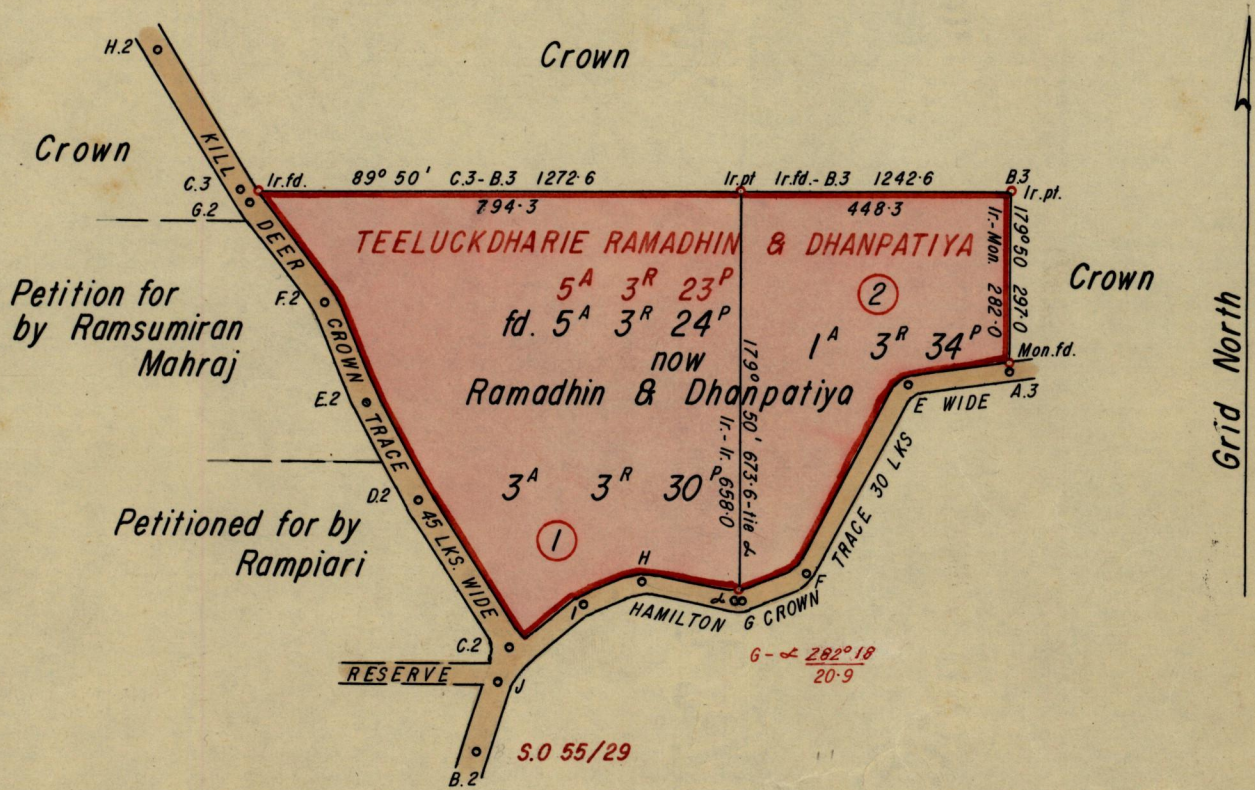 H.2
Crown
Crown
KILL DEER CROWN TRACE 45 LKS. WIDE
C.3
G.2
Ir.fd.
89° 50' C.3-B.3 1272.6
Ir.pt
Ir.fd.-B.3 1242.6
B.3
Ir.pt.
794.3
448.3
TEELUCKDHARIE RAMADHIN & DHANPATIYA
5A 3R 23P
fd. 5A 3R 24P
now
Ramadhin & Dhanpatiya
2
1A 3R 34P
179° 50 297.0
Ir.-Mon. 282.0
Crown
Mon.fd.
A.3
Petition for
by Ramsumiran
Mahraj
F.2
E.2
D.2
Petitioned for by
Rampiari
3A 3R 30P
1
179° 50' 673.6-tie α
Ir.-Ir. 658.0
HAMILTON CROWN TRACE 30 LKS WIDE
E
F
G
α
H
I
J
C.2
RESERVE
B.2
G-α 282° 18
20.9
S.O 55/29
Grid North